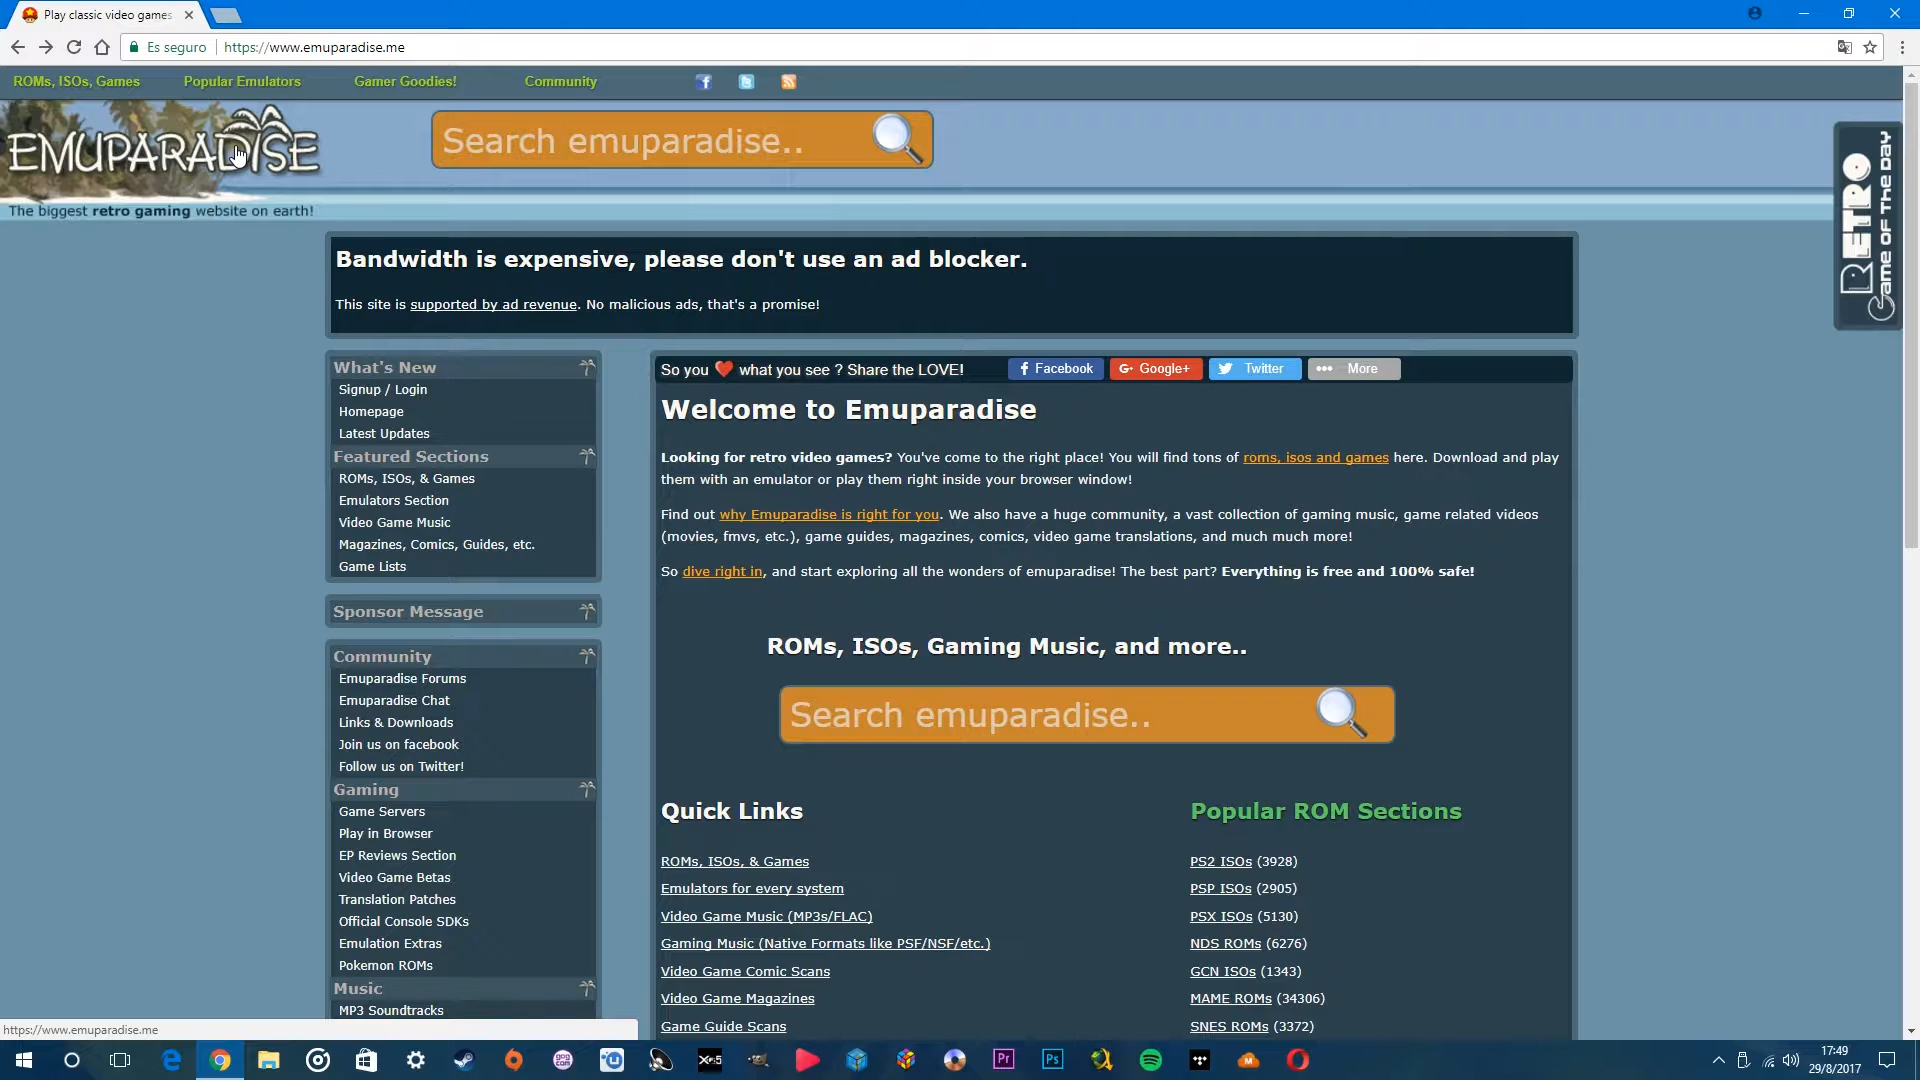 Play classic video games
Es seguro
https://www.emuparadise.me
ROMs, ISOs, Games
Popular Emulators
Gamer Goodies!
Community
EMUPARADISE
Search emuparadise..
The biggest retro gaming website on earth!
RETRO
Game OF THE DAY
Bandwidth is expensive, please don't use an ad blocker.
This site is supported by ad revenue. No malicious ads, that's a promise!
What's New
Signup / Login
Homepage
Latest Updates
Featured Sections
ROMs, ISOs, & Games
Emulators Section
Video Game Music
Magazines, Comics, Guides, etc.
Game Lists
Sponsor Message
Community
Emuparadise Forums
Emuparadise Chat
Links & Downloads
Join us on facebook
Follow us on Twitter!
Gaming
Game Servers
Play in Browser
EP Reviews Section
Video Game Betas
Translation Patches
Official Console SDKs
Emulation Extras
Pokemon ROMs
Music
MP3 Soundtracks
So you ❤ what you see ? Share the LOVE!
Facebook
Google+
Twitter
More
Welcome to Emuparadise
Looking for retro video games? You've come to the right place! You will find tons of roms, isos and games here. Download and play
them with an emulator or play them right inside your browser window!
Find out why Emuparadise is right for you. We also have a huge community, a vast collection of gaming music, game related videos
(movies, fmvs, etc.), game guides, magazines, comics, video game translations, and much much more!
So dive right in, and start exploring all the wonders of emuparadise! The best part? Everything is free and 100% safe!
ROMs, ISOs, Gaming Music, and more..
Search emuparadise..
Quick Links
ROMs, ISOs, & Games
Emulators for every system
Video Game Music (MP3s/FLAC)
Gaming Music (Native Formats like PSF/NSF/etc.)
Video Game Comic Scans
Video Game Magazines
Game Guide Scans
Popular ROM Sections
PS2 ISOs (3928)
PSP ISOs (2905)
PSX ISOs (5130)
NDS ROMs (6276)
GCN ISOs (1343)
MAME ROMs (34306)
SNES ROMs (3372)
https://www.emuparadise.me
Pr
Ps
17:49
29/8/2017